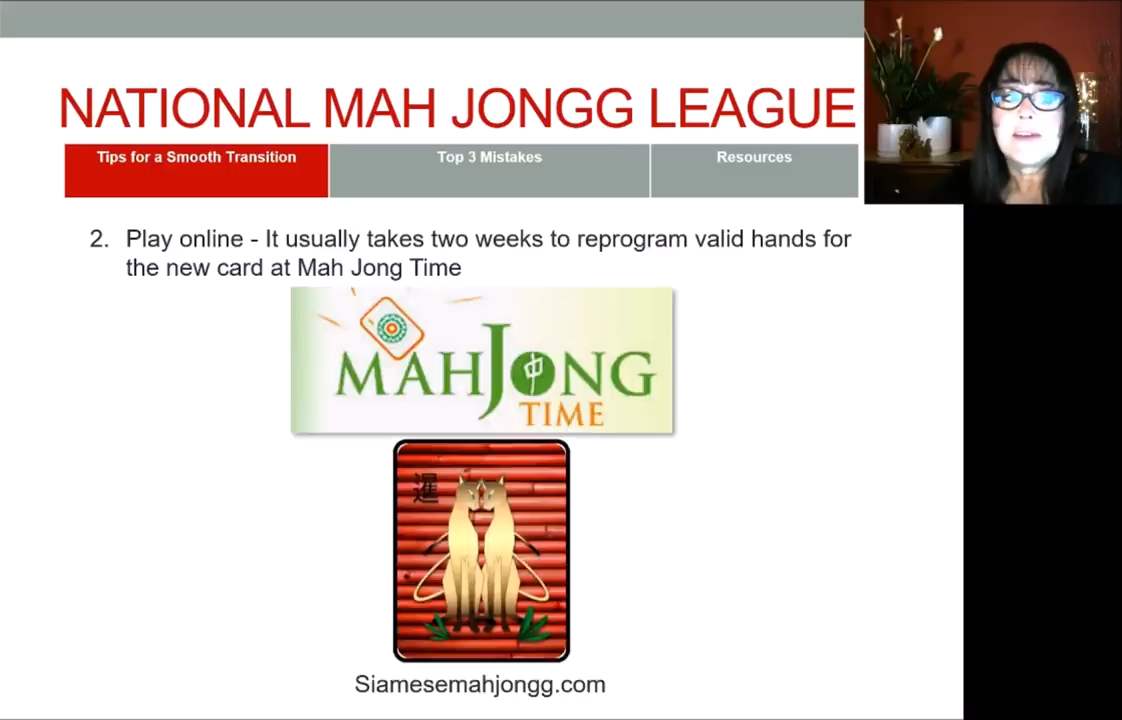 NATIONAL MAH JONGG LEAGUE
Tips for a Smooth Transition
Top 3 Mistakes
Resources
2. Play online - It usually takes two weeks to reprogram valid hands for
the new card at Mah Jong Time
MAHJONG
TIME
暹
Siamesemahjongg.com